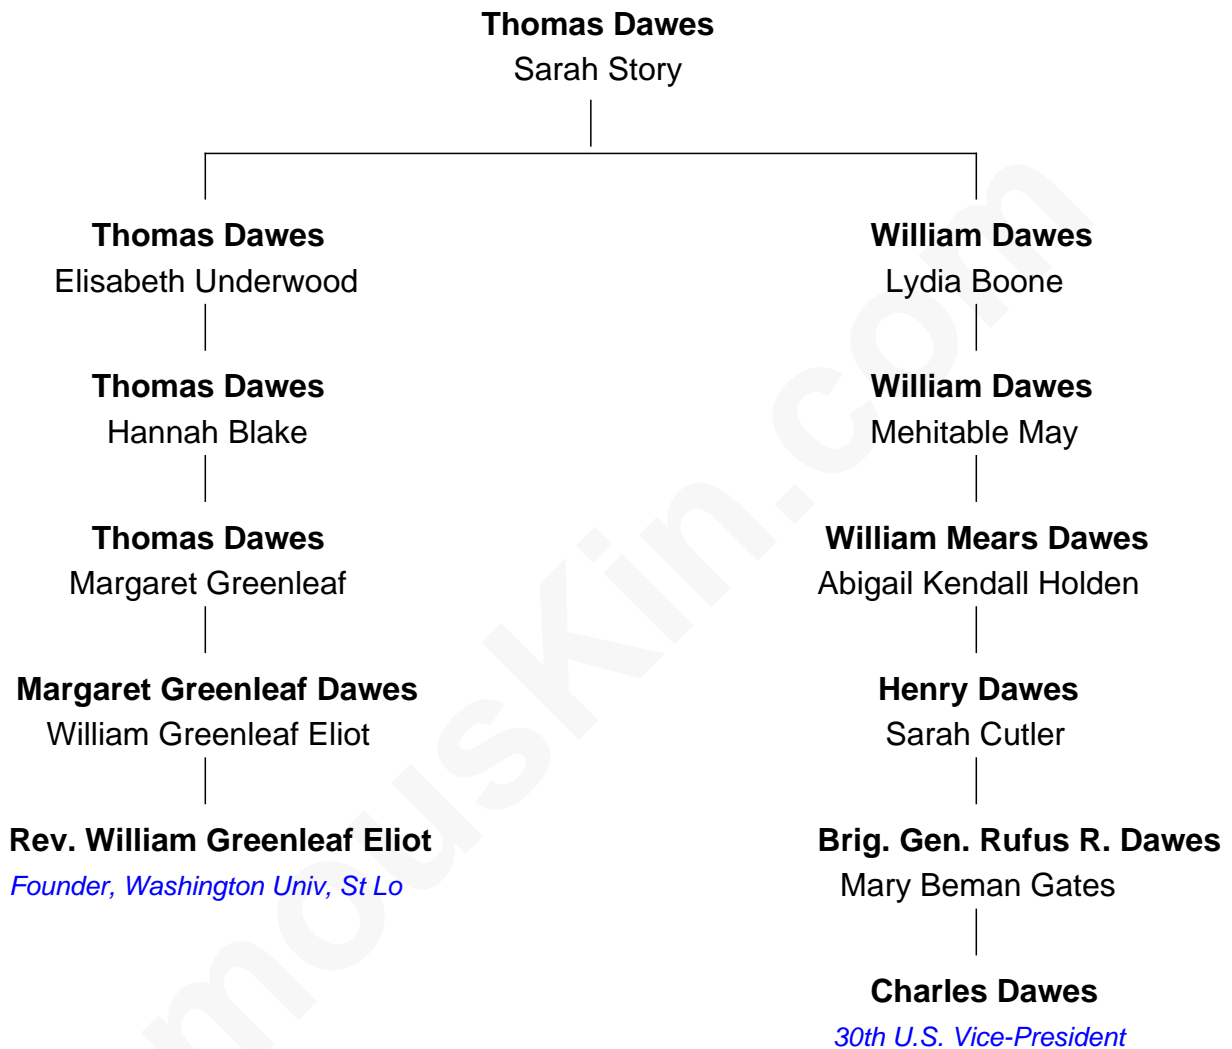 Thomas Dawes
Sarah Story
Thomas Dawes
Elisabeth Underwood
Thomas Dawes
Hannah Blake
Thomas Dawes
Margaret Greenleaf
Margaret Greenleaf Dawes
William Greenleaf Eliot
Rev. William Greenleaf Eliot
Founder, Washington Univ, St Lo
William Dawes
Lydia Boone
William Dawes
Mehitable May
William Mears Dawes
Abigail Kendall Holden
Henry Dawes
Sarah Cutler
Brig. Gen. Rufus R. Dawes
Mary Beman Gates
Charles Dawes
30th U.S. Vice-President
mousKin.com